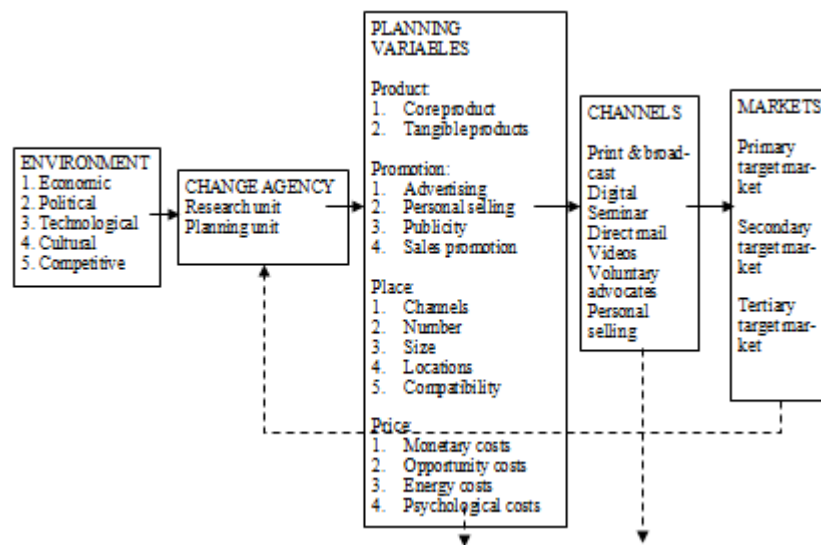 ENVIRONMENT
1. Economic
2. Political
3. Technological
4. Cultural
5. Competitive
CHANGE AGENCY
Research unit
Planning unit
PLANNING
VARIABLES
Product:
1. Core product
2. Tangible products
Promotion:
1. Advertising
2. Personal selling
3. Publicity
4. Sales promotion
Place:
1. Channels
2. Number
3. Size
4. Locations
5. Compatibility
Price:
1. Monetary costs
2. Opportunity costs
3. Energy costs
4. Psychological costs
CHANNELS
Print & broad-
cast
Digital
Seminar
Direct mail
Videos
Voluntary
advocates
Personal
selling
MARKETS
Primary
target mar-
ket
Secondary
target mar-
ket
Tertiary
target mar-
ket